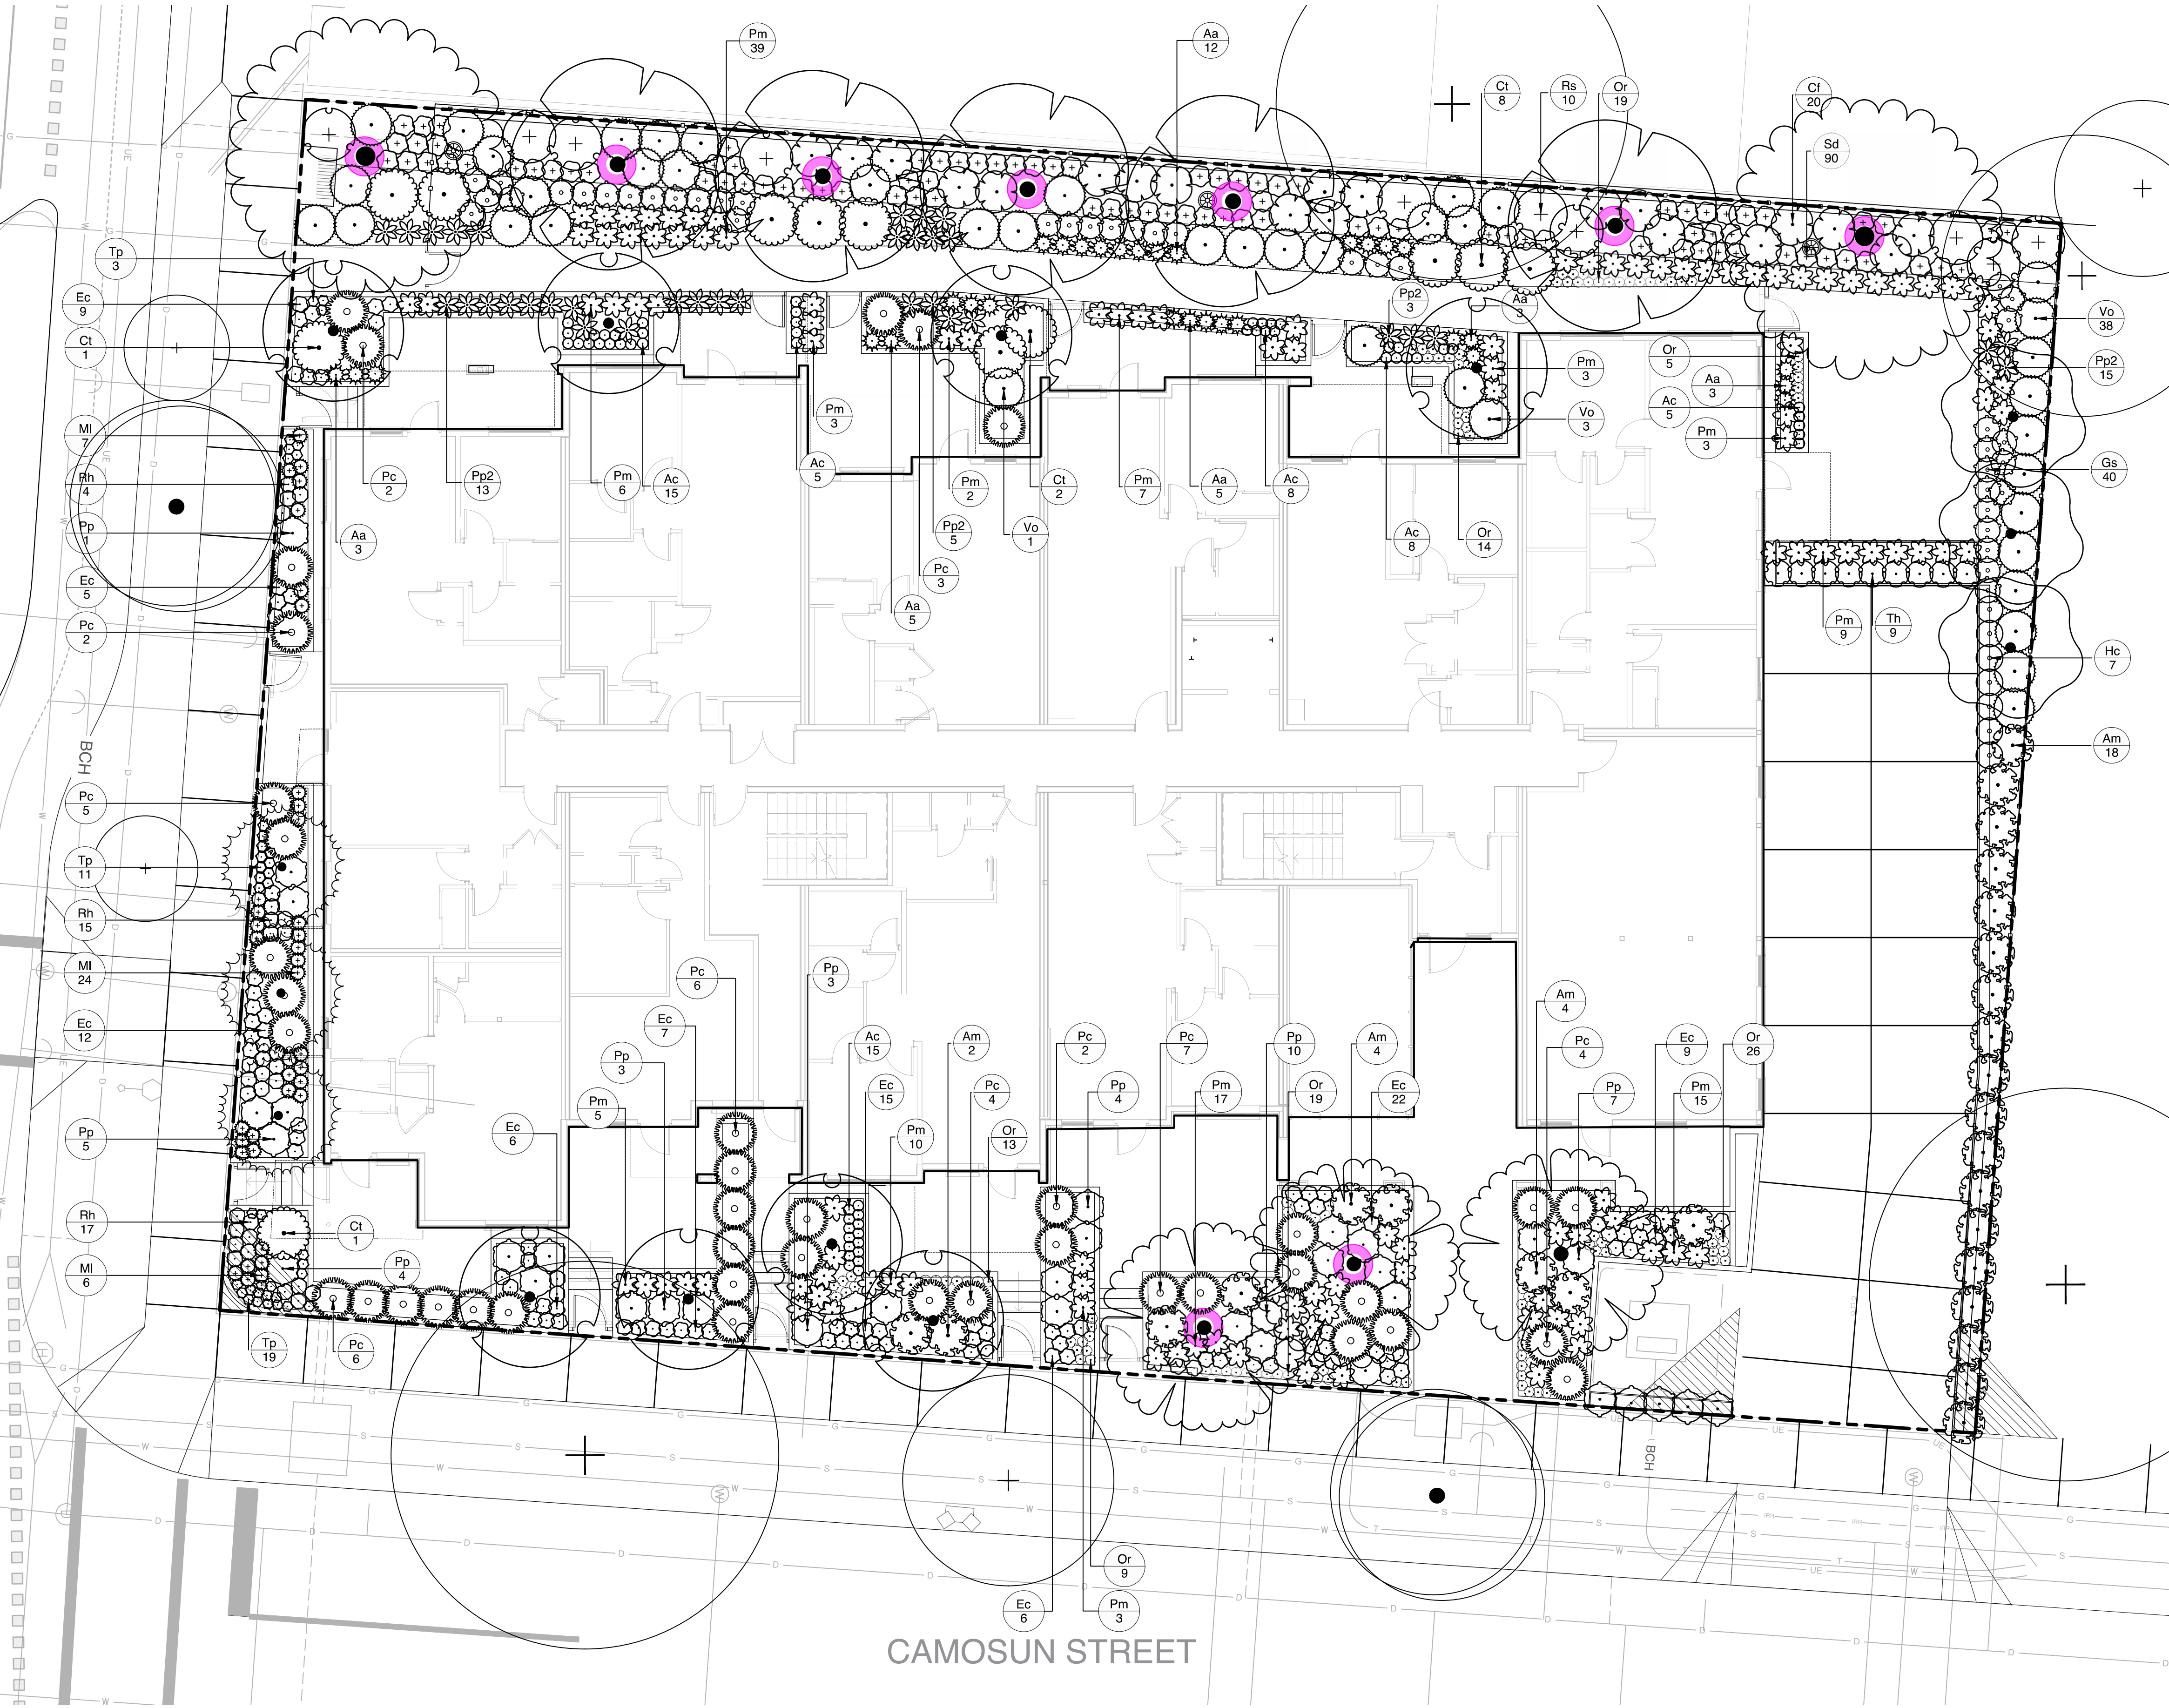 Pm
39
Aa
12
Ct
8
Rs
10
Or
19
Cf
20
Sd
90
Tp
3
Ec
9
Ct
1
Ml
7
Rh
4
Pp
1
Ec
5
Pc
2
Pc
5
Tp
11
Rh
15
Ml
24
Ec
12
Pp
5
Rh
17
Ml
6
Aa
3
Pc
2
Pp2
13
Pm
6
Ac
15
Pm
3
Ac
5
Pm
2
Pp2
5
Pc
3
Aa
5
Vo
1
Ct
2
Pm
7
Aa
5
Ac
8
Pp2
3
Aa
3
Pm
3
Vo
3
Ac
8
Or
14
Or
5
Aa
3
Ac
5
Pm
3
Vo
38
Pp2
15
Gs
40
Pm
9
Th
9
Hc
7
Am
18
BCH
Pc
6
Ec
7
Pp
3
Pm
5
Ec
6
Pp
3
Ac
15
Ec
15
Pm
10
Am
2
Pc
4
Or
13
Pc
2
Pp
4
Pc
7
Pm
17
Pp
10
Or
19
Am
4
Ec
22
Am
4
Pc
4
Pp
7
Ec
9
Pm
15
Or
26
Ct
1
Pp
4
Tp
19
Pc
6
BCH
Or
9
Ec
6
Pm
3
CAMOSUN STREET